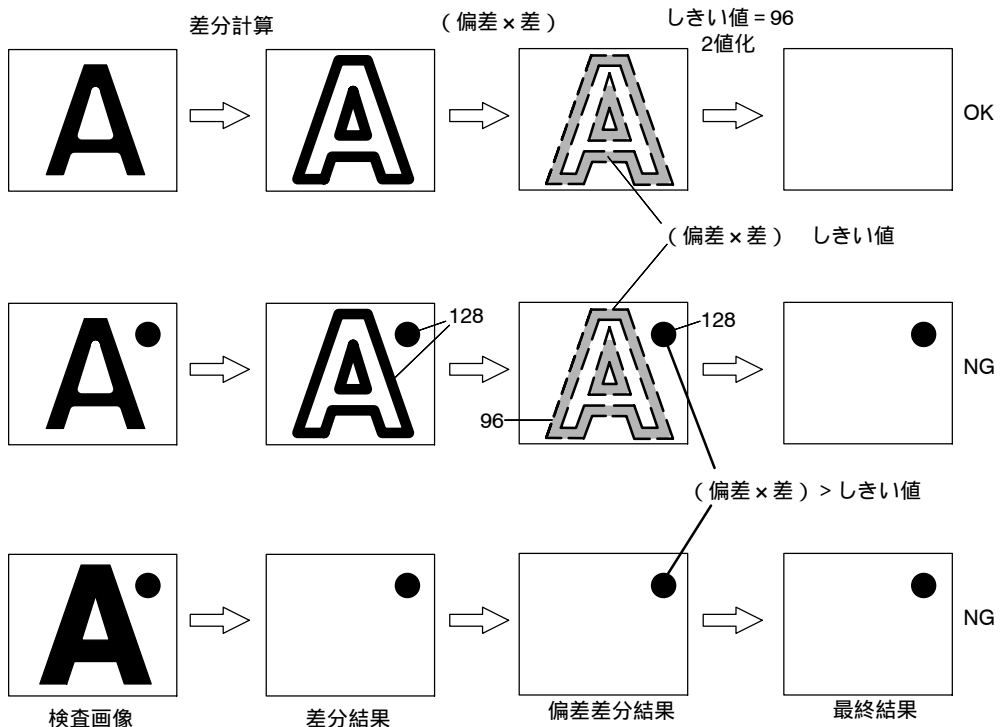 差分計算
（偏差×差）
しきい値＝96
2値化
A
OK
（偏差×差）　しきい値
A
128
128
96
NG
（偏差×差）＞しきい値
A
NG
検査画像
差分結果
偏差差分結果
最終結果